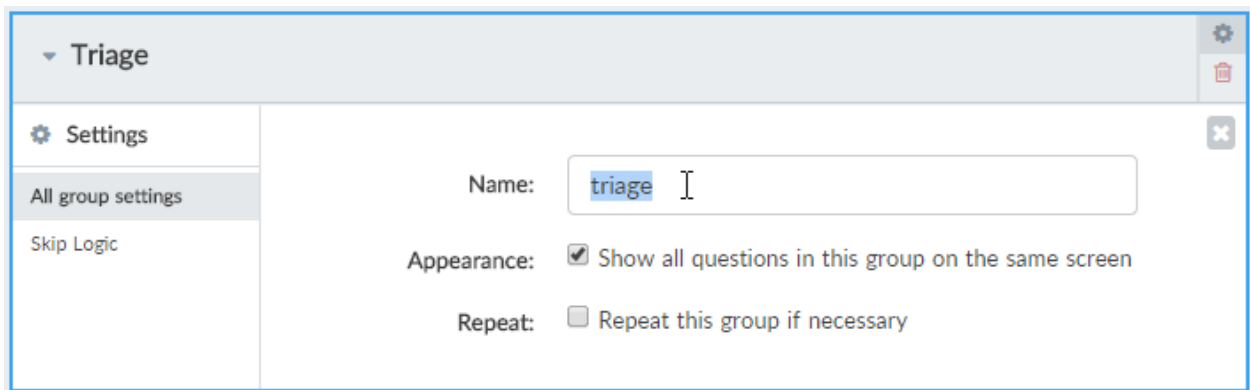 Triage
Settings
All group settings
Skip Logic
Name: triage
Appearance: Show all questions in this group on the same screen
Repeat: Repeat this group if necessary